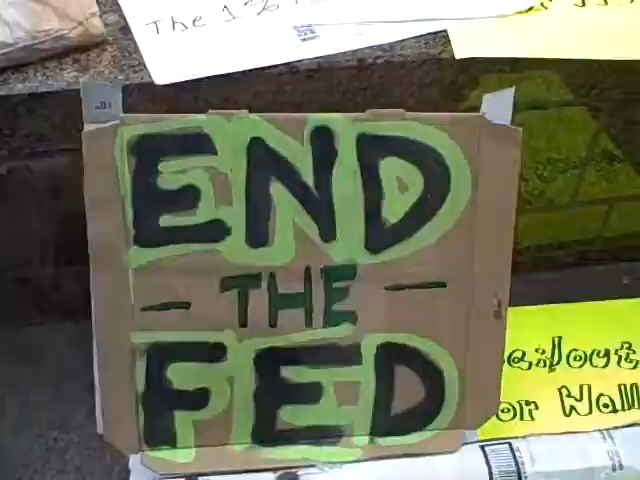 The 1%
END
- THE -
FED
ailout
or Wall